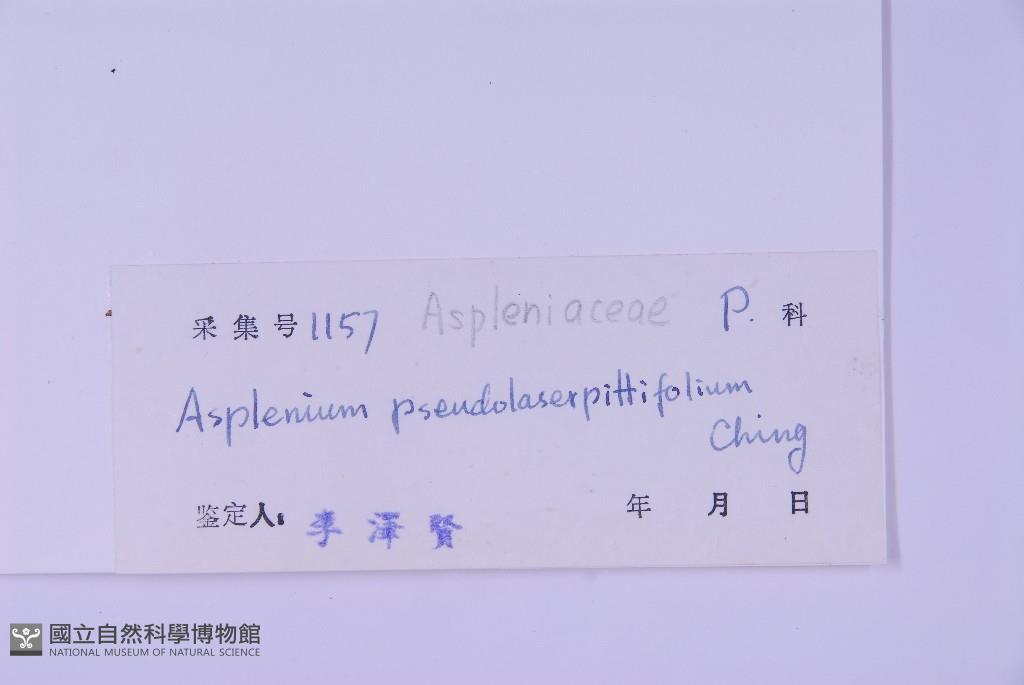 采集号 1157 Aspleniaceae P. 科
Asplenium pseudolaserpittifolium
Ching
鉴定人: 李澤賢 年 月 日
國立自然科學博物館
NATIONAL MUSEUM OF NATURAL SCIENCE